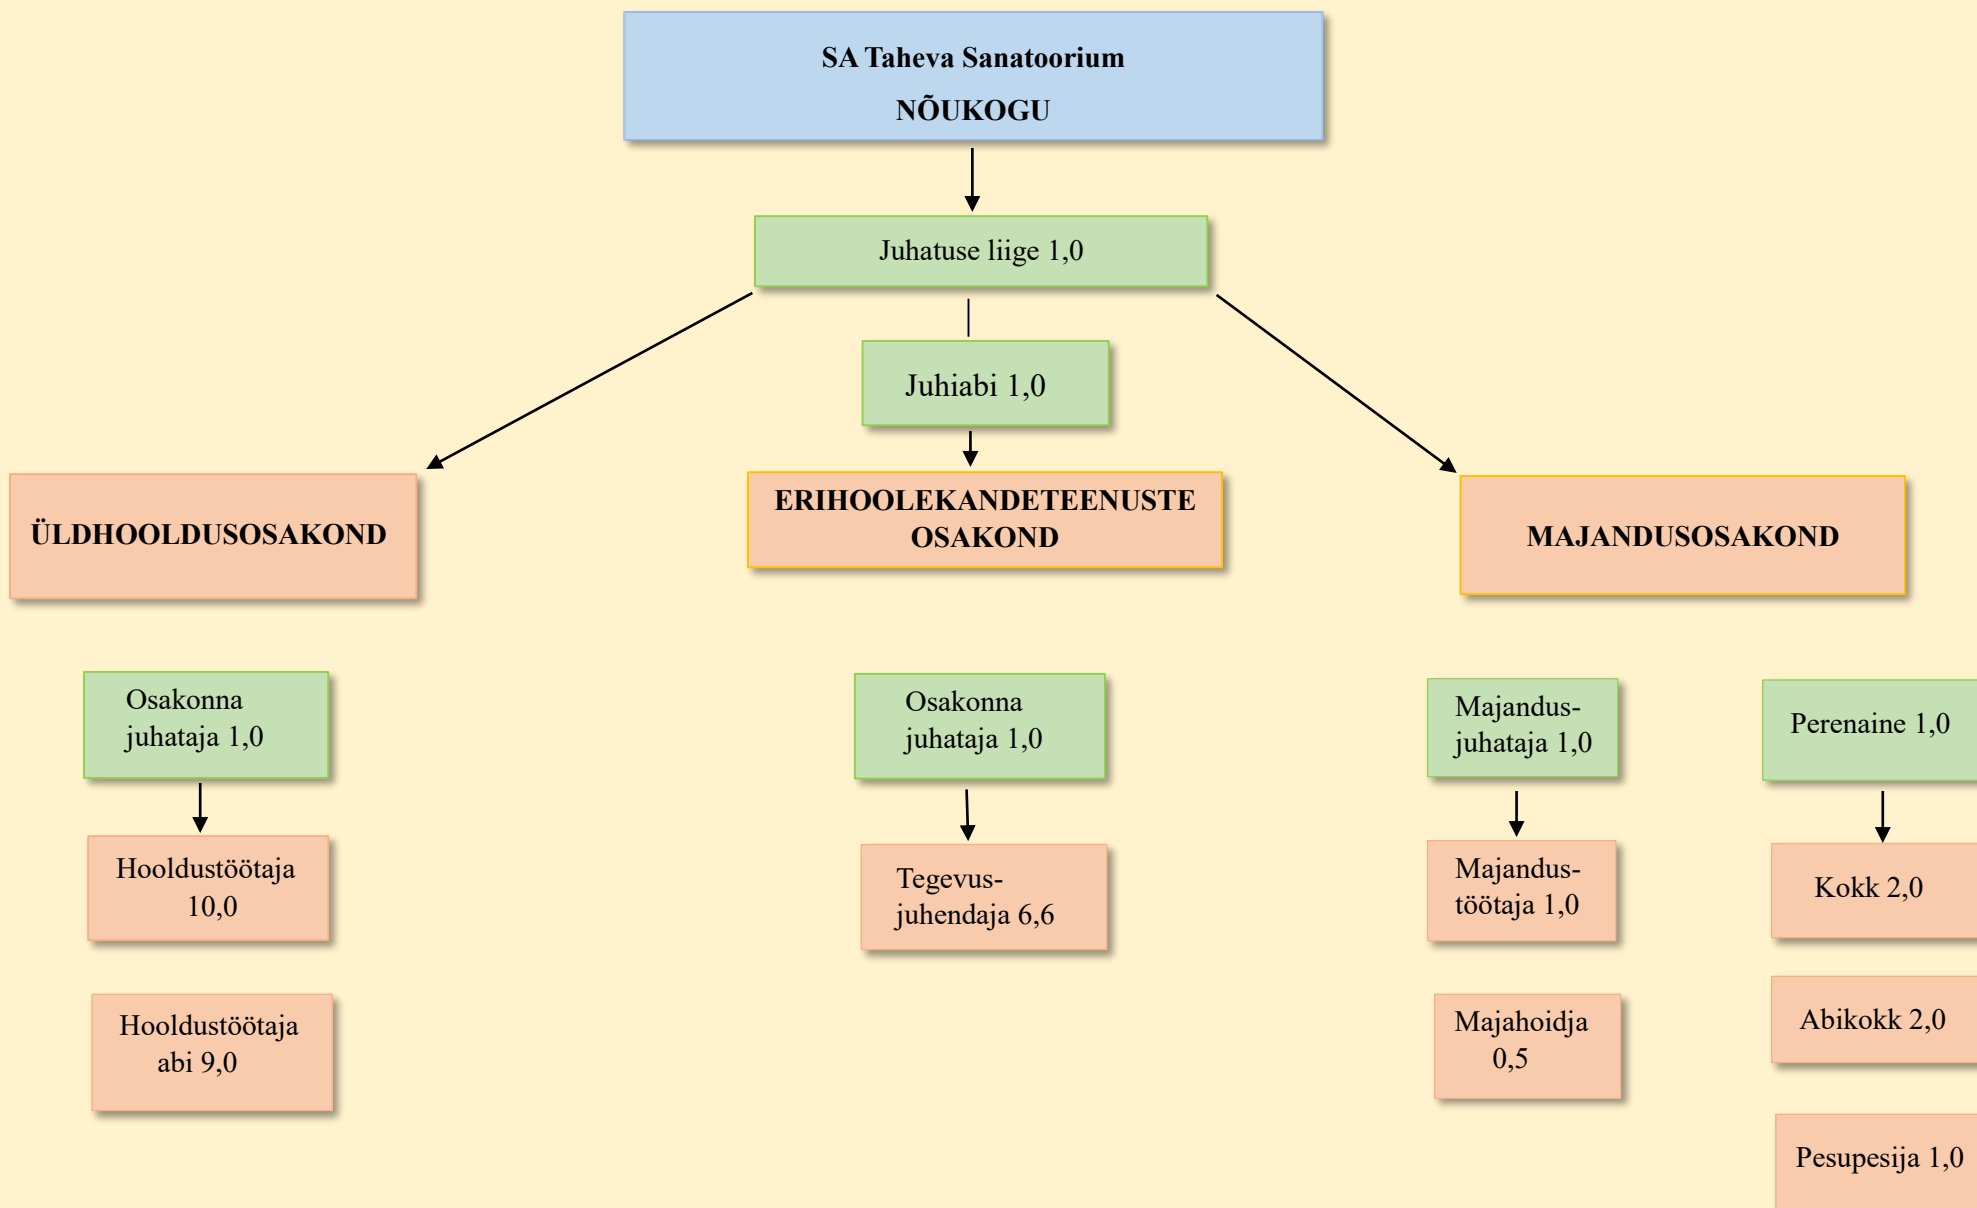 SA Taheva Sanatoorium
NÕUKOGU
Juhatuse liige 1,0
Juhiabi 1,0
ÜLDHOOLDUSOSAKOND
ERIHOOLEKANDETEENUSTE
OSAKOND
MAJANDUSOSAKOND
Osakonna
juhataja 1,0
Hooldustöötaja
10,0
Hooldustöötaja
abi 9,0
Osakonna
juhataja 1,0
Tegevus-
juhendaja 6,6
Majandus-
juhataja 1,0
Majandus-
töötaja 1,0
Majahoidja
0,5
Perenaine 1,0
Kokk 2,0
Abikokk 2,0
Pesupesija 1,0